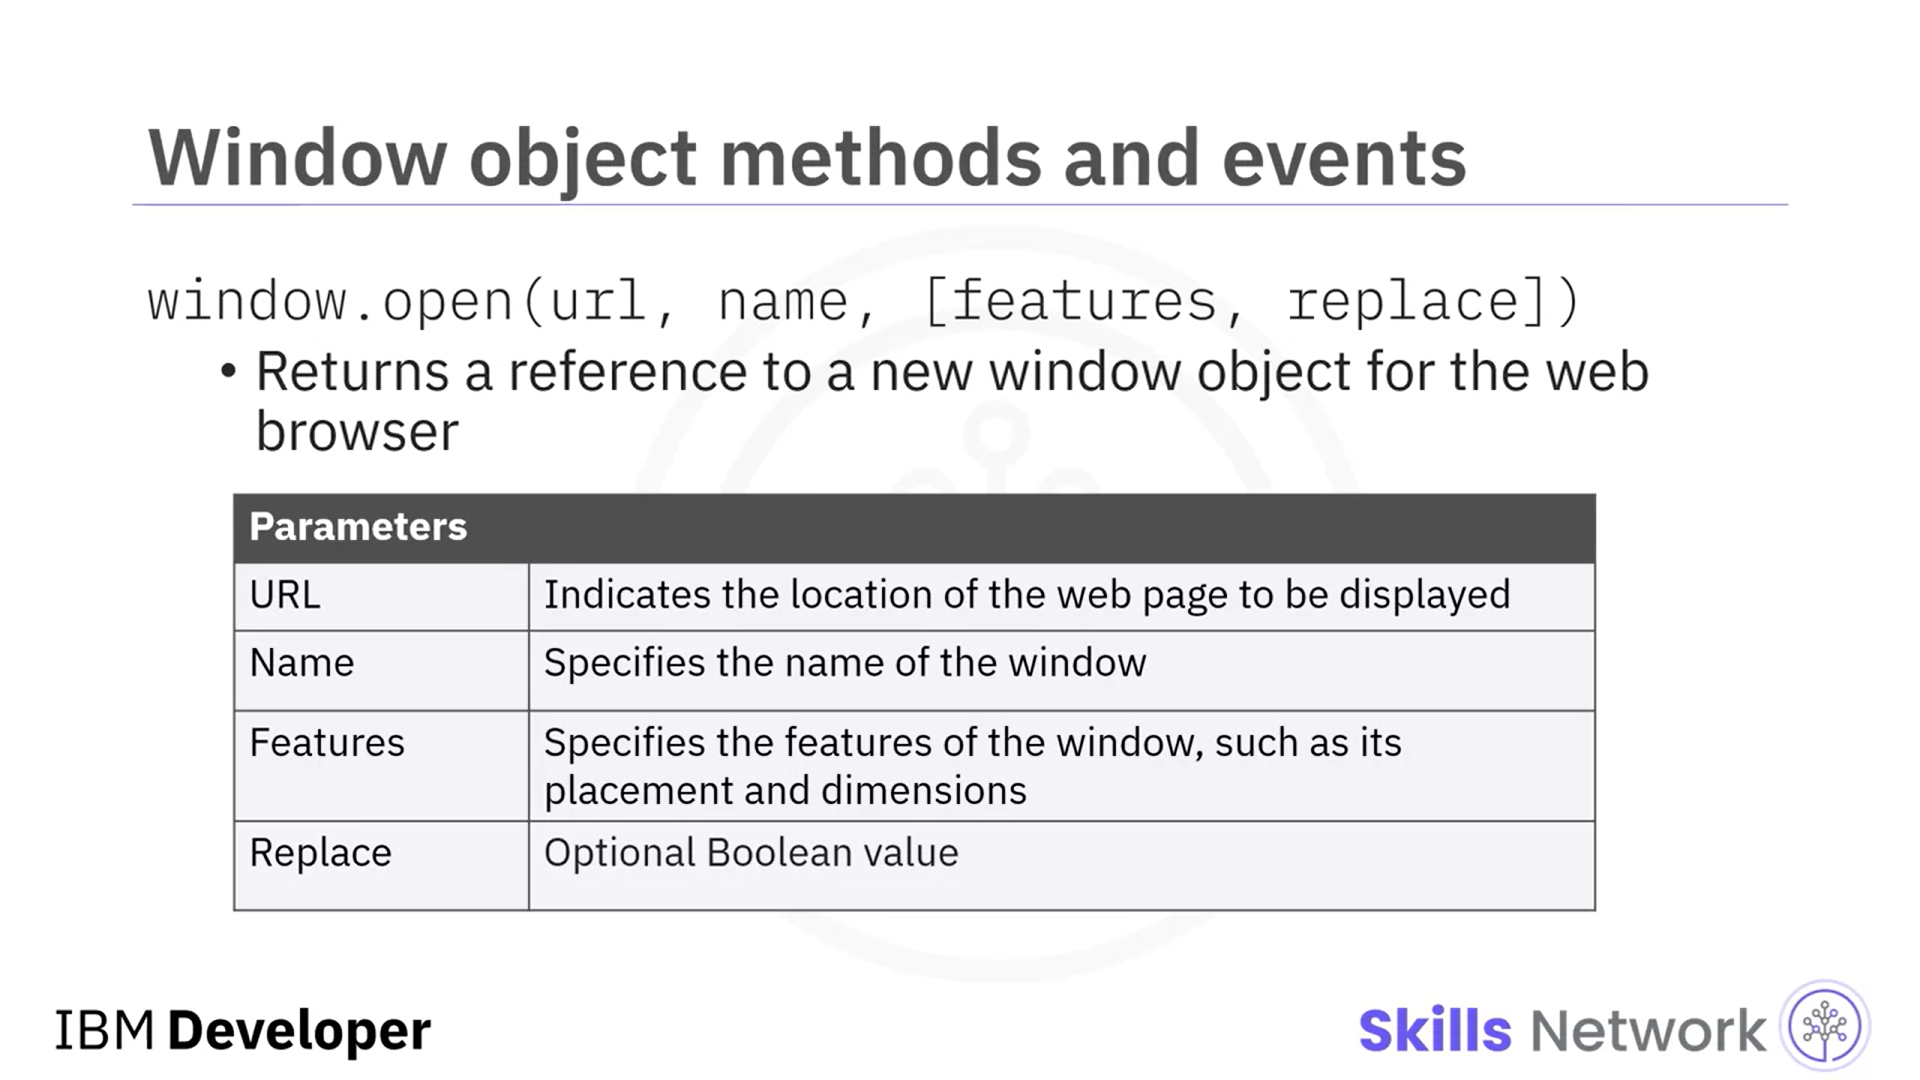 Window object methods and events
window.open(url, name, [features, replace])
• Returns a reference to a new window object for the web
browser
Parameters
URL Indicates the location of the web page to be displayed
Name Specifies the name of the window
Features Specifies the features of the window, such as its
placement and dimensions
Replace Optional Boolean value
IBM Developer
Skills Network